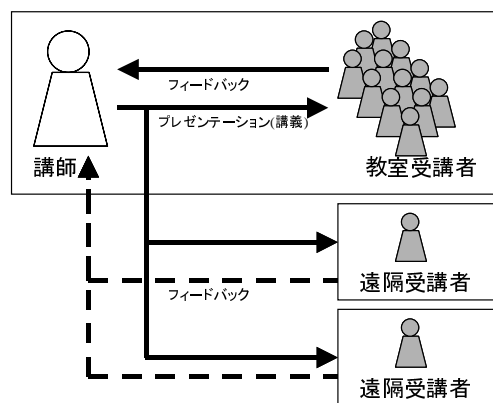 フィードバック
プレゼンテーション(講義)
講師
教室受講者
遠隔受講者
フィードバック
遠隔受講者